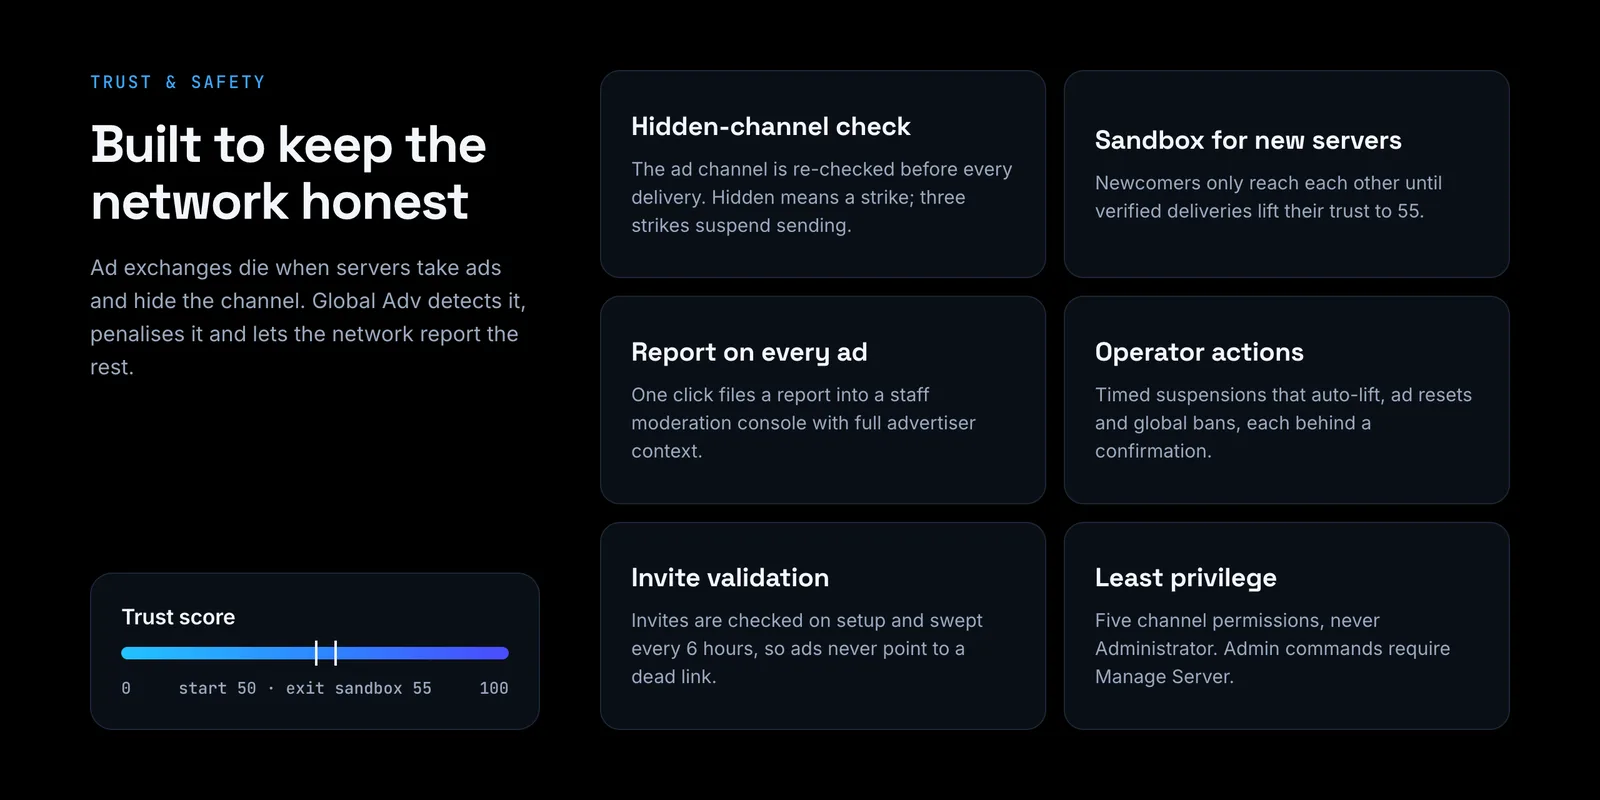 TRUST & SAFETY
Built to keep the
network honest
Ad exchanges die when servers take ads
and hide the channel. Global Adv detects it,
penalises it and lets the network report the
rest.
Trust score
0 start 50 · exit sandbox 55 100
Hidden-channel check
The ad channel is re-checked before every
delivery. Hidden means a strike; three
strikes suspend sending.
Sandbox for new servers
Newcomers only reach each other until
verified deliveries lift their trust to 55.
Report on every ad
One click files a report into a staff
moderation console with full advertiser
context.
Operator actions
Timed suspensions that auto-lift, ad resets
and global bans, each behind a
confirmation.
Invite validation
Invites are checked on setup and swept
every 6 hours, so ads never point to a
dead link.
Least privilege
Five channel permissions, never
Administrator. Admin commands require
Manage Server.